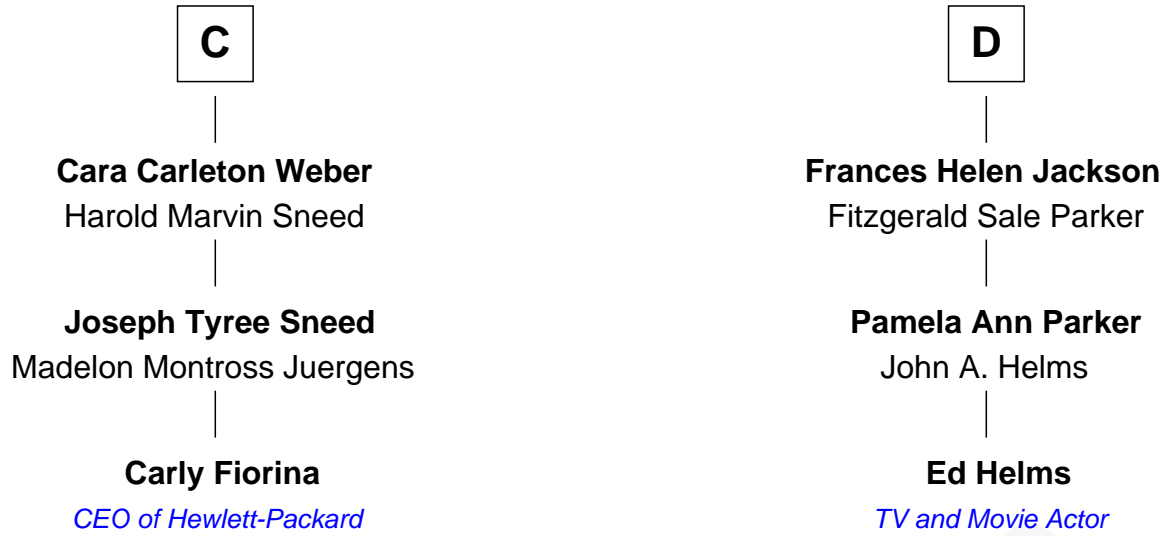 C
Cara Carleton Weber
Harold Marvin Sneed
Joseph Tyree Sneed
Madelon Montross Juergens
Carly Fiorina
CEO of Hewlett-Packard
D
Frances Helen Jackson
Fitzgerald Sale Parker
Pamela Ann Parker
John A. Helms
Ed Helms
TV and Movie Actor